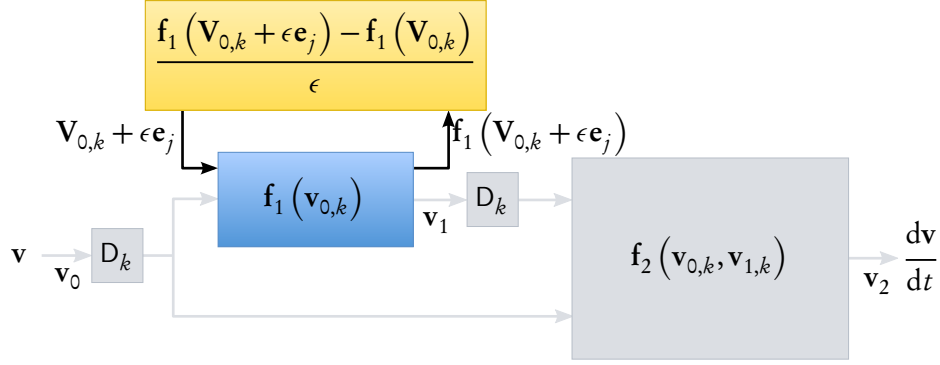 f₁(V₀,ₖ + ϵeⱼ) − f₁(V₀,ₖ)
ϵ
V₀,ₖ + ϵeⱼ
f₁(V₀,ₖ + ϵeⱼ)
f₁(v₀,ₖ)
v₁
Dₖ
v
v₀
Dₖ
f₂(v₀,ₖ, v₁,ₖ)
v₂
dv
dt